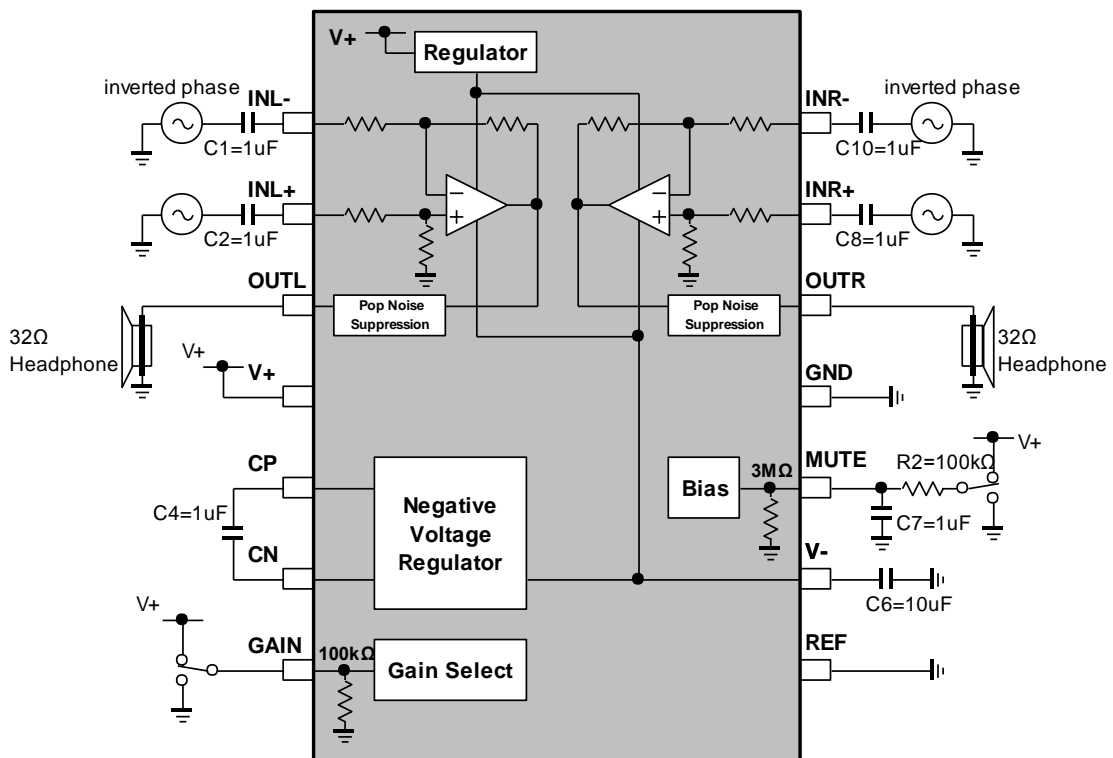 V+
Regulator
inverted phase
INL-
C1=1uF
INR-
inverted phase
C10=1uF
INL+
C2=1uF
INR+
C8=1uF
−
+
−
+
OUTL
Pop Noise
Suppression
Pop Noise
Suppression
OUTR
32Ω
Headphone
32Ω
Headphone
V+
V+
GND
CP
C4=1uF
CN
Negative
Voltage
Regulator
Bias
3MΩ
MUTE
R2=100kΩ
V+
C7=1uF
V-
C6=10uF
V+
GAIN
100kΩ
Gain Select
REF